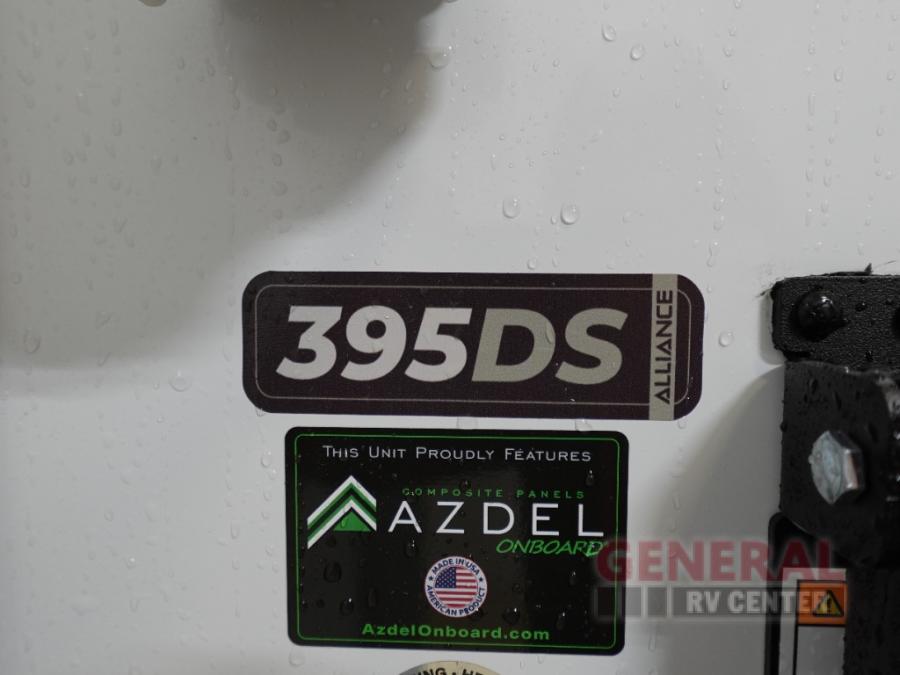 395DS
ALLIANCE
This Unit Proudly Features
COMPOSITE PANELS
AZDEL
ONBOARD
MADE IN USA
AMERICAN PRODUCT
AzdelOnboard.com
GENERAL
RV CENTER